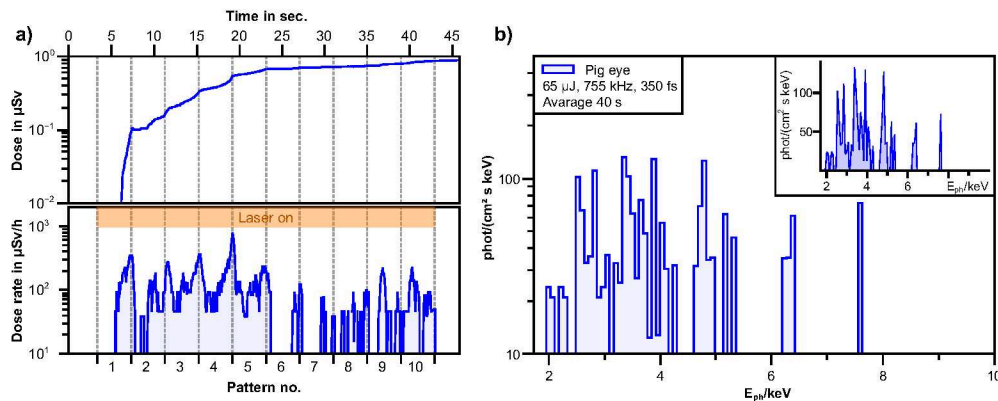 Time in sec.
a)
0 5 10 15 20 25 30 35 40 45
10⁰
10⁻¹
10⁻²
Dose in µSv
Laser on
10³
10²
10¹
Dose rate in µSv/h
1 2 3 4 5 6 7 8 9 10
Pattern no.
b)
Pig eye
65 µJ, 755 kHz, 350 fs
Avarage 40 s
100
10
phot/(cm² s keV)
2 4 6 8 10
Eₚₕ/keV
100
50
phot/(cm² s keV)
2 4 6
Eₚₕ/keV